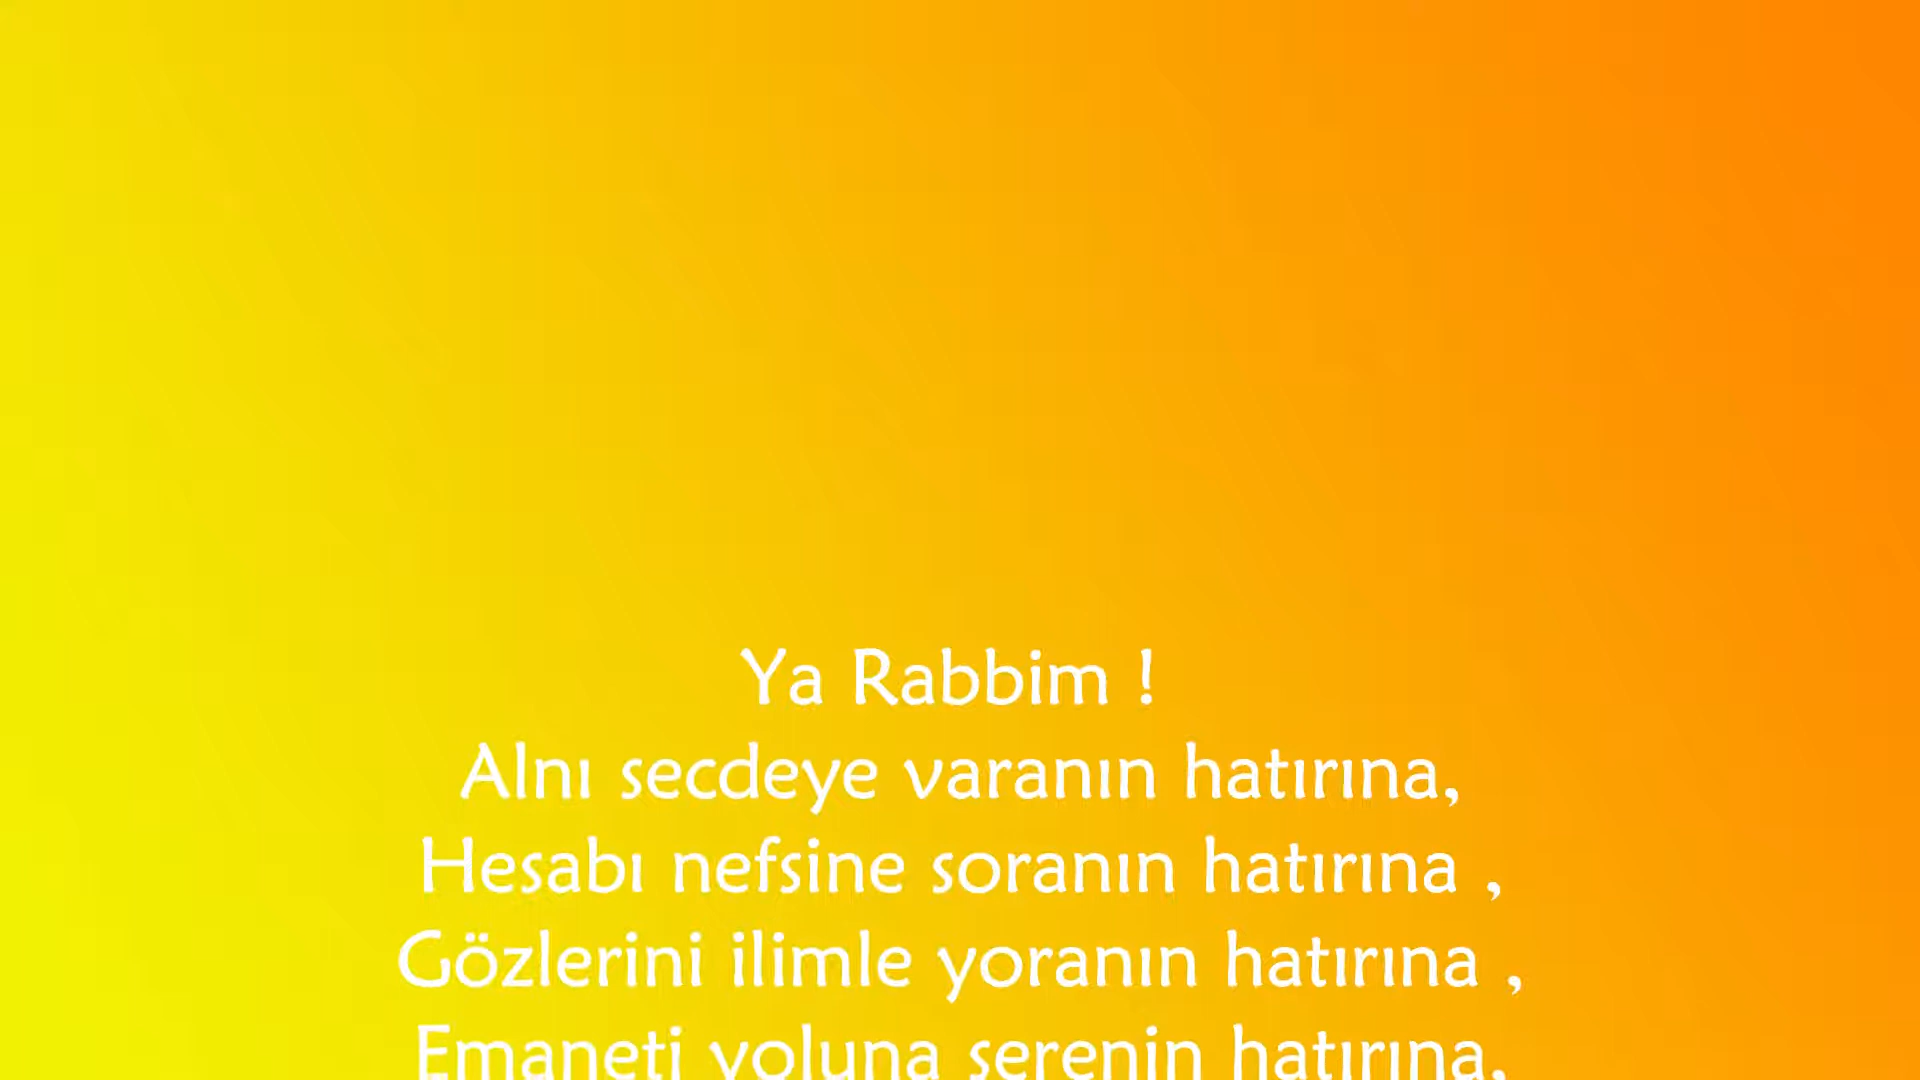 Ya Rabbim !
Alnı secdeye varanın hatırına,
Hesabı nefsine soranın hatırına ,
Gözlerini ilimle yoranın hatırına ,
Emaneti yoluna serenin hatırına,